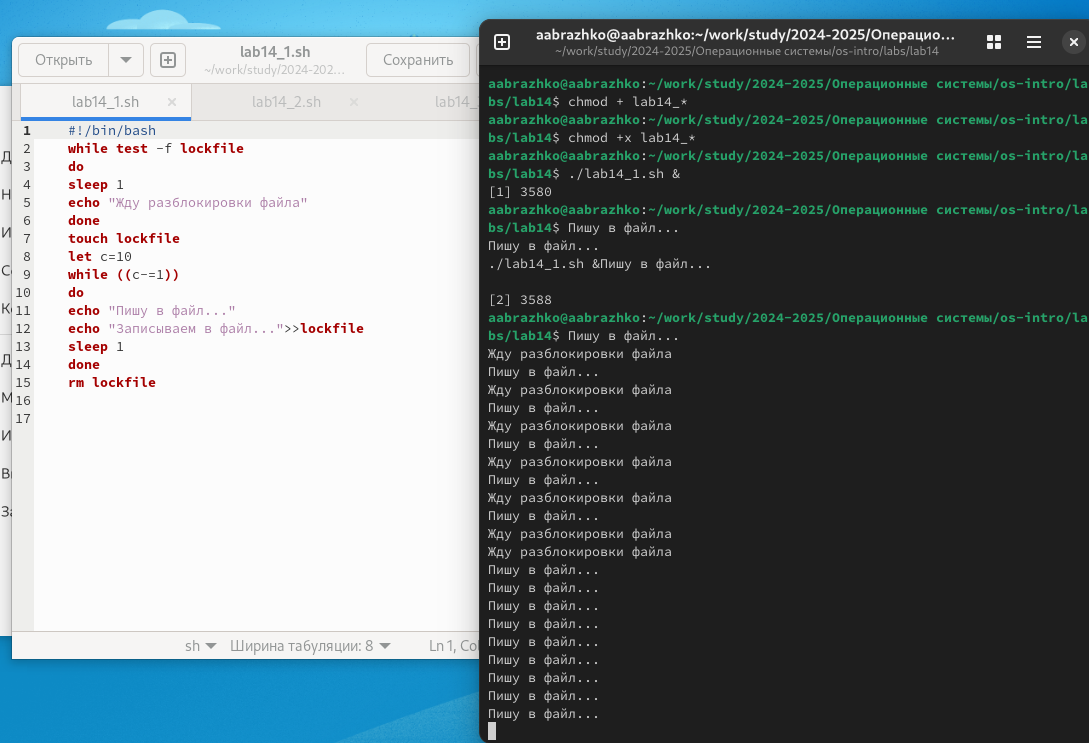 Открыть
lab14_1.sh
~/work/study/2024-202...
Сохранить
lab14_1.sh
lab14_2.sh
lab14_
1 #!/bin/bash
2 while test -f lockfile
3 do
4 sleep 1
5 echo "Жду разблокировки файла"
6 done
7 touch lockfile
8 let c=10
9 while ((c-=1))
10 do
11 echo "Пишу в файл..."
12 echo "Записываем в файл...">>lockfile
13 sleep 1
14 done
15 rm lockfile
16
17
sh
Ширина табуляции: 8
Ln 1, Col
aabrazhko@aabrazhko:~/work/study/2024-2025/Операцио...
~/work/study/2024-2025/Операционные системы/os-intro/labs/lab14
aabrazhko@aabrazhko:~/work/study/2024-2025/Операционные системы/os-intro/la
bs/lab14$ chmod + lab14_*
aabrazhko@aabrazhko:~/work/study/2024-2025/Операционные системы/os-intro/la
bs/lab14$ chmod +x lab14_*
aabrazhko@aabrazhko:~/work/study/2024-2025/Операционные системы/os-intro/la
bs/lab14$ ./lab14_1.sh &
[1] 3580
aabrazhko@aabrazhko:~/work/study/2024-2025/Операционные системы/os-intro/la
bs/lab14$ Пишу в файл...
Пишу в файл...
./lab14_1.sh &Пишу в файл...
[2] 3588
aabrazhko@aabrazhko:~/work/study/2024-2025/Операционные системы/os-intro/la
bs/lab14$ Пишу в файл...
Жду разблокировки файла
Пишу в файл...
Жду разблокировки файла
Пишу в файл...
Жду разблокировки файла
Пишу в файл...
Жду разблокировки файла
Пишу в файл...
Жду разблокировки файла
Пишу в файл...
Жду разблокировки файла
Жду разблокировки файла
Пишу в файл...
Пишу в файл...
Пишу в файл...
Пишу в файл...
Пишу в файл...
Пишу в файл...
Пишу в файл...
Пишу в файл...
Пишу в файл...